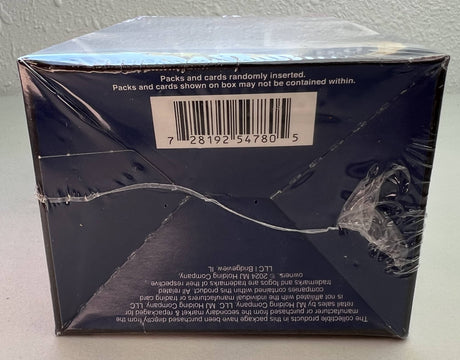 Packs and cards randomly inserted.
Packs and cards shown on box may not be contained within.
7 28192 54780 5
The collectible products in this package have been purchased directly from the
manufacturer or purchased from the secondary market & repackaged for
retail sales by MJ Holding Company, LLC. MJ Holding Company, LLC
is not affiliated with the individual manufacturers or trading card
companies contained within this product. All related
trademarks and logos are those of their respective
owners. © 2024 MJ Holding Company,
LLC | Bridgeview, IL